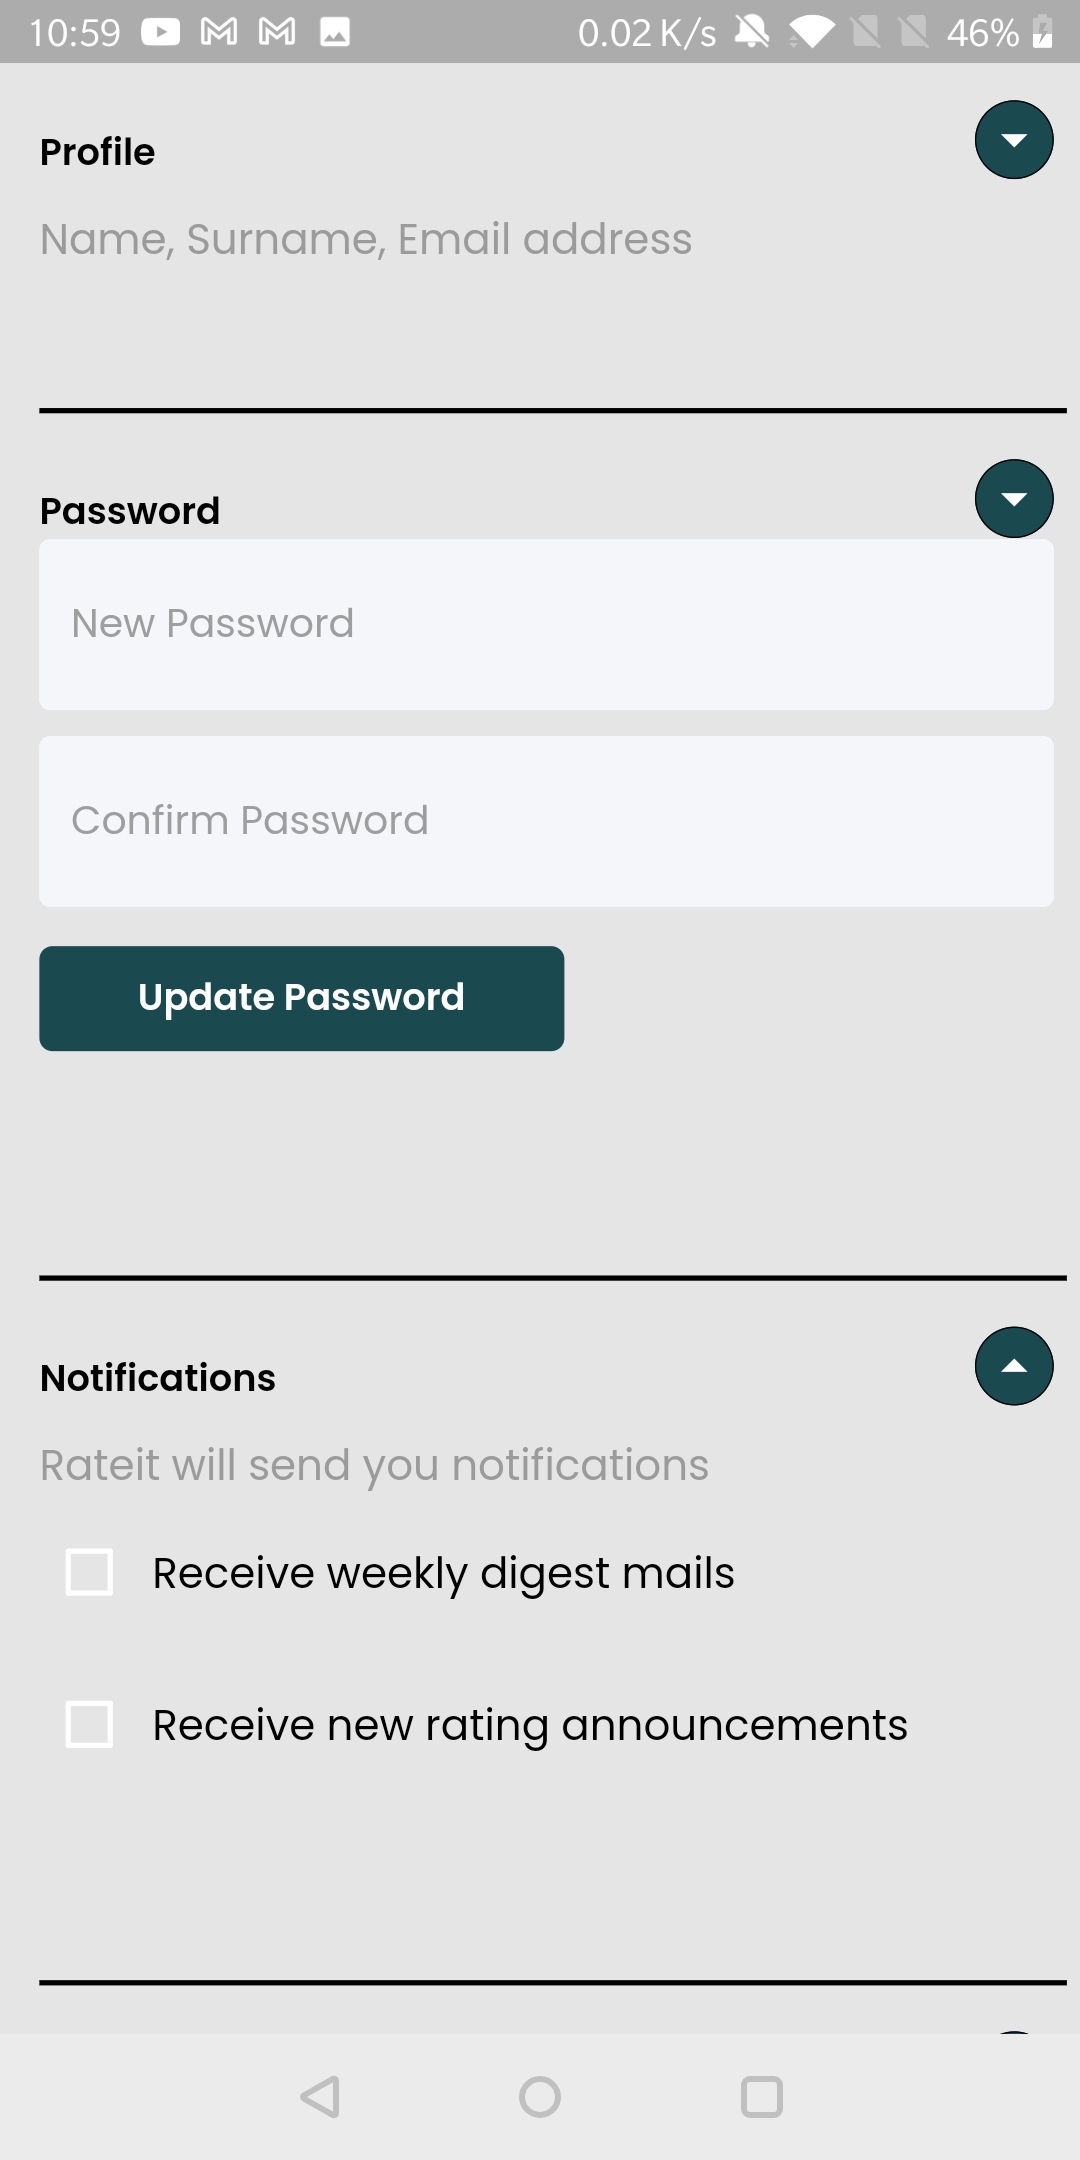 10:59 0.02 K/s 46%
Profile
Name, Surname, Email address
Password
New Password
Confirm Password
Update Password
Notifications
Rateit will send you notifications
Receive weekly digest mails
Receive new rating announcements